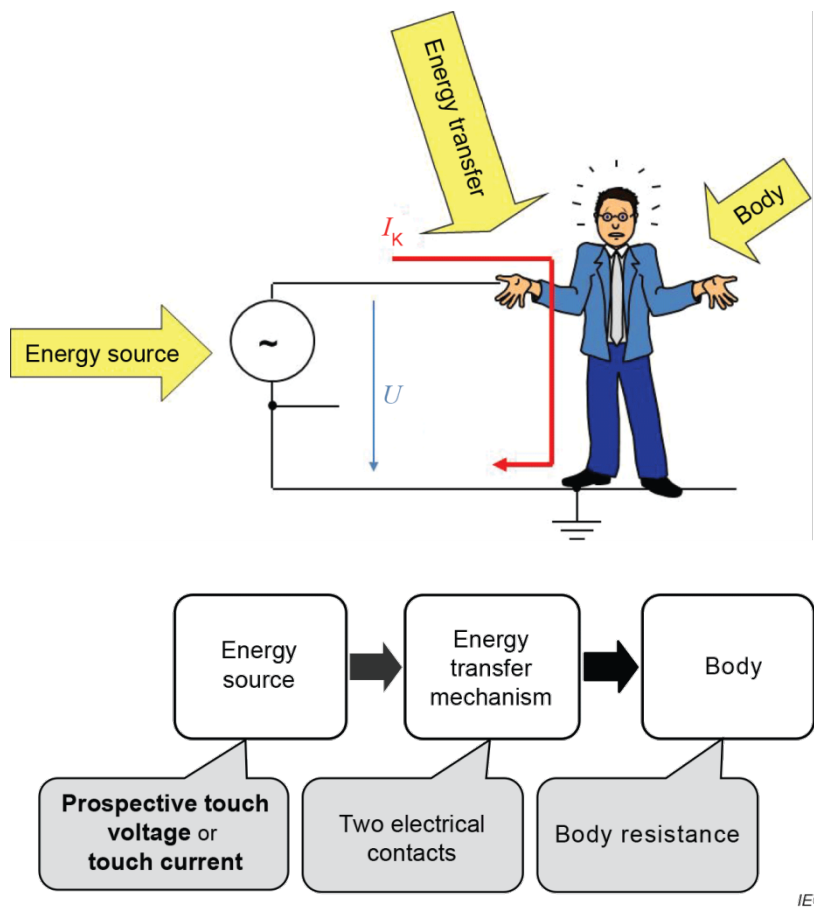 Energy transfer
Body
I_K
Energy source
~
U
Energy
source
Energy
transfer
mechanism
Body
Prospective touch
voltage or
touch current
Two electrical
contacts
Body resistance